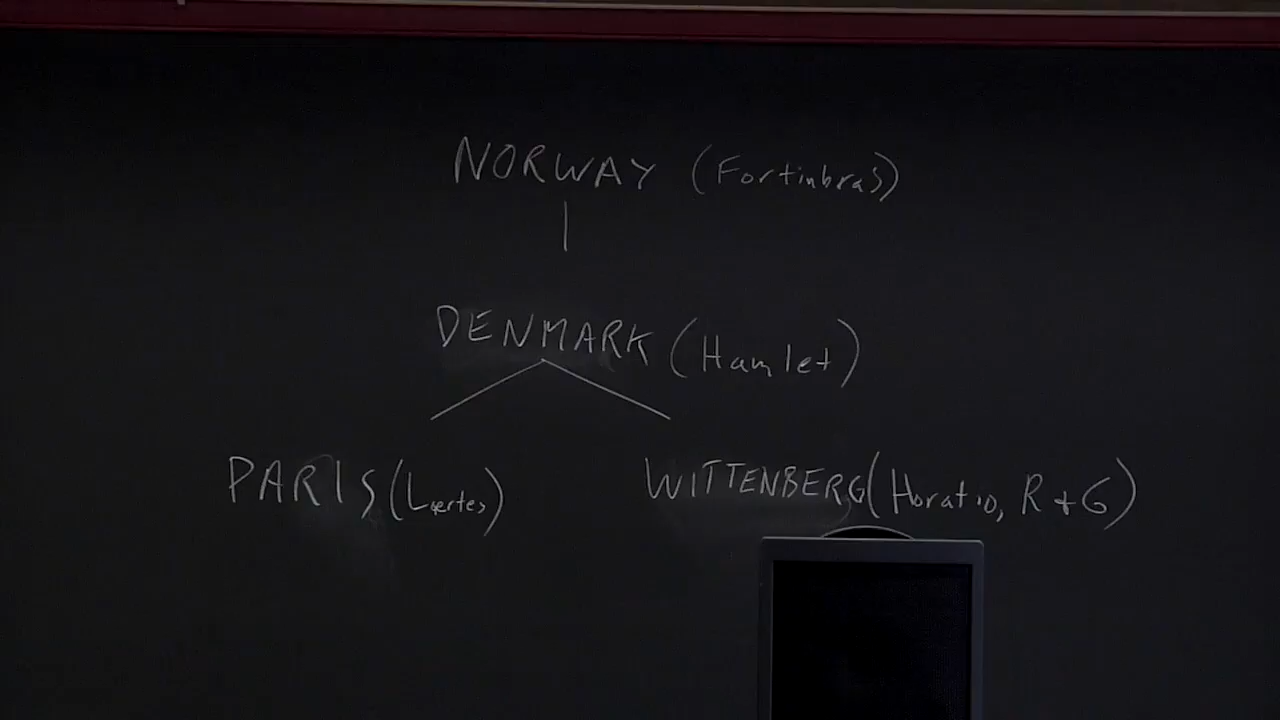 NORWAY (Fortinbras)
DENMARK (Hamlet)
PARIS (Laertes) WITTENBERG (Horatio, R + G)